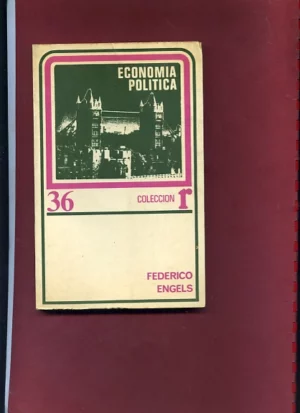 ECONOMIA
POLITICA
36
COLECCION r
FEDERICO
ENGELS